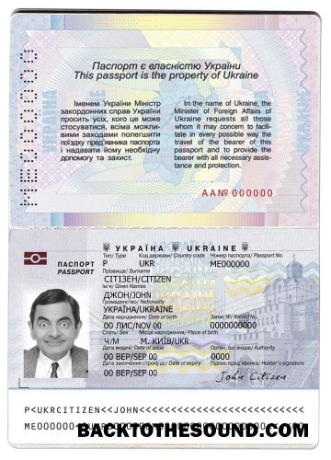 Паспорт є власністю України
This passport is the property of Ukraine
Іменем України Міністр закордонних справ України просить усіх, кого це може стосуватися, всіма можливими заходами полегшити поїздку пред'явника паспорта і надавати йому необхідну допомогу та захист.
In the name of Ukraine, the Minister of Foreign Affairs of Ukraine requests all those whom it may concern to facilitate in every possible way the travel of the bearer of this passport and to provide the bearer with all necessary assistance and protection.
ME000000
AA№ 000000
УКРАЇНА UKRAINE
ПАСПОРТ
PASSPORT
Тип/ Type
Код держави/ Country code
Номер паспорта/ Passport No.
P
UKR
ME000000
Прізвище/ Surname
СІТІЗЕН/CITIZEN
Ім'я/ Given Names
ДЖОН/JOHN
Громадянство/ Nationality
УКРАЇНА/UKRAINE
Дата народження/ Date of birth
Запис №/ Record No.
00 ЛИС/NOV 00
0000000000
Стать/ Sex
Місце народження/ Place of birth
Ч/M
М. КИЇВ/UKR
Дата видачі/ Date of issue
Орган, що видав/ Authority
00 ВЕР/SEP 00
0000
Дата закінчення строку дії/ Date of expiry
Підпис пред'явника/ Holder's signature
00 ВЕР/SEP 00
John Citizen
P<UKRCITIZEN<<JOHN<<<<<<<<<<<<<<<<<<<<<<<<<<
BACKTOTHESOUND.COM